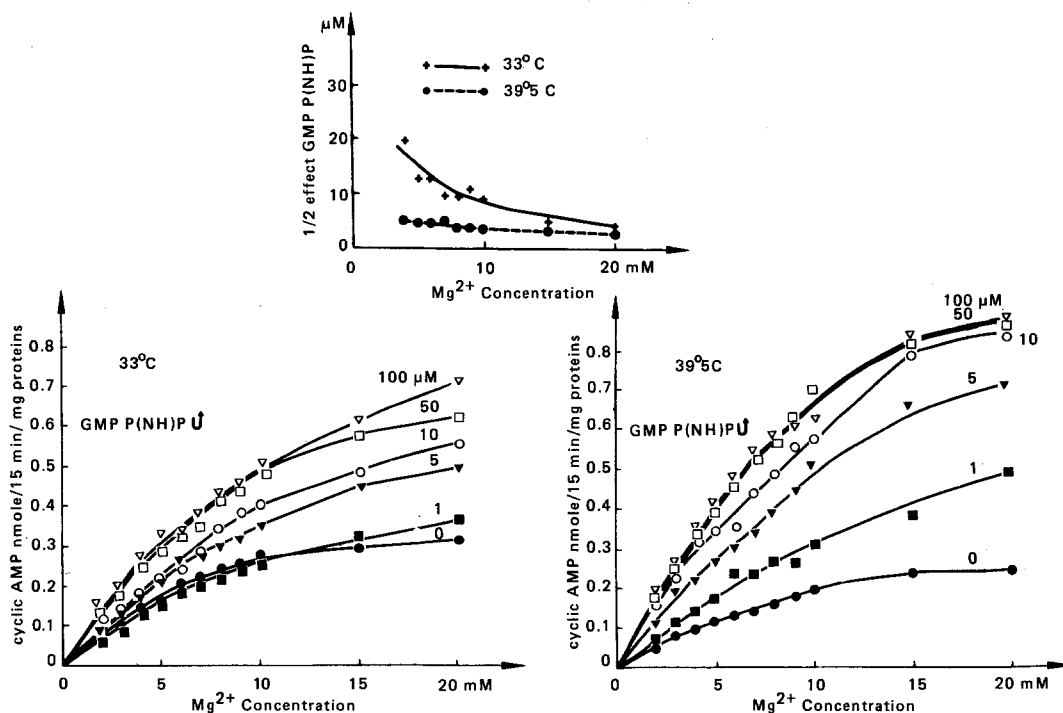 μM
1/2 effect GMP P(NH)P
30
20
10
0
33°C
39°5 C
0
10
20 mM
Mg2+ Concentration
cyclic AMP nmole/15 min/mg proteins
0.8
0.7
0.6
0.5
0.4
0.3
0.2
0.1
0
33°C
GMP P(NH)P
100 μM
50
10
5
1
0
0
5
10
15
20 mM
Mg2+ Concentration
cyclic AMP nmole/15 min/mg proteins
0.8
0.7
0.6
0.5
0.4
0.3
0.2
0.1
0
39°5C
GMP P(NH)P
100 μM
50
10
5
1
0
0
5
10
15
20 mM
Mg2+ Concentration